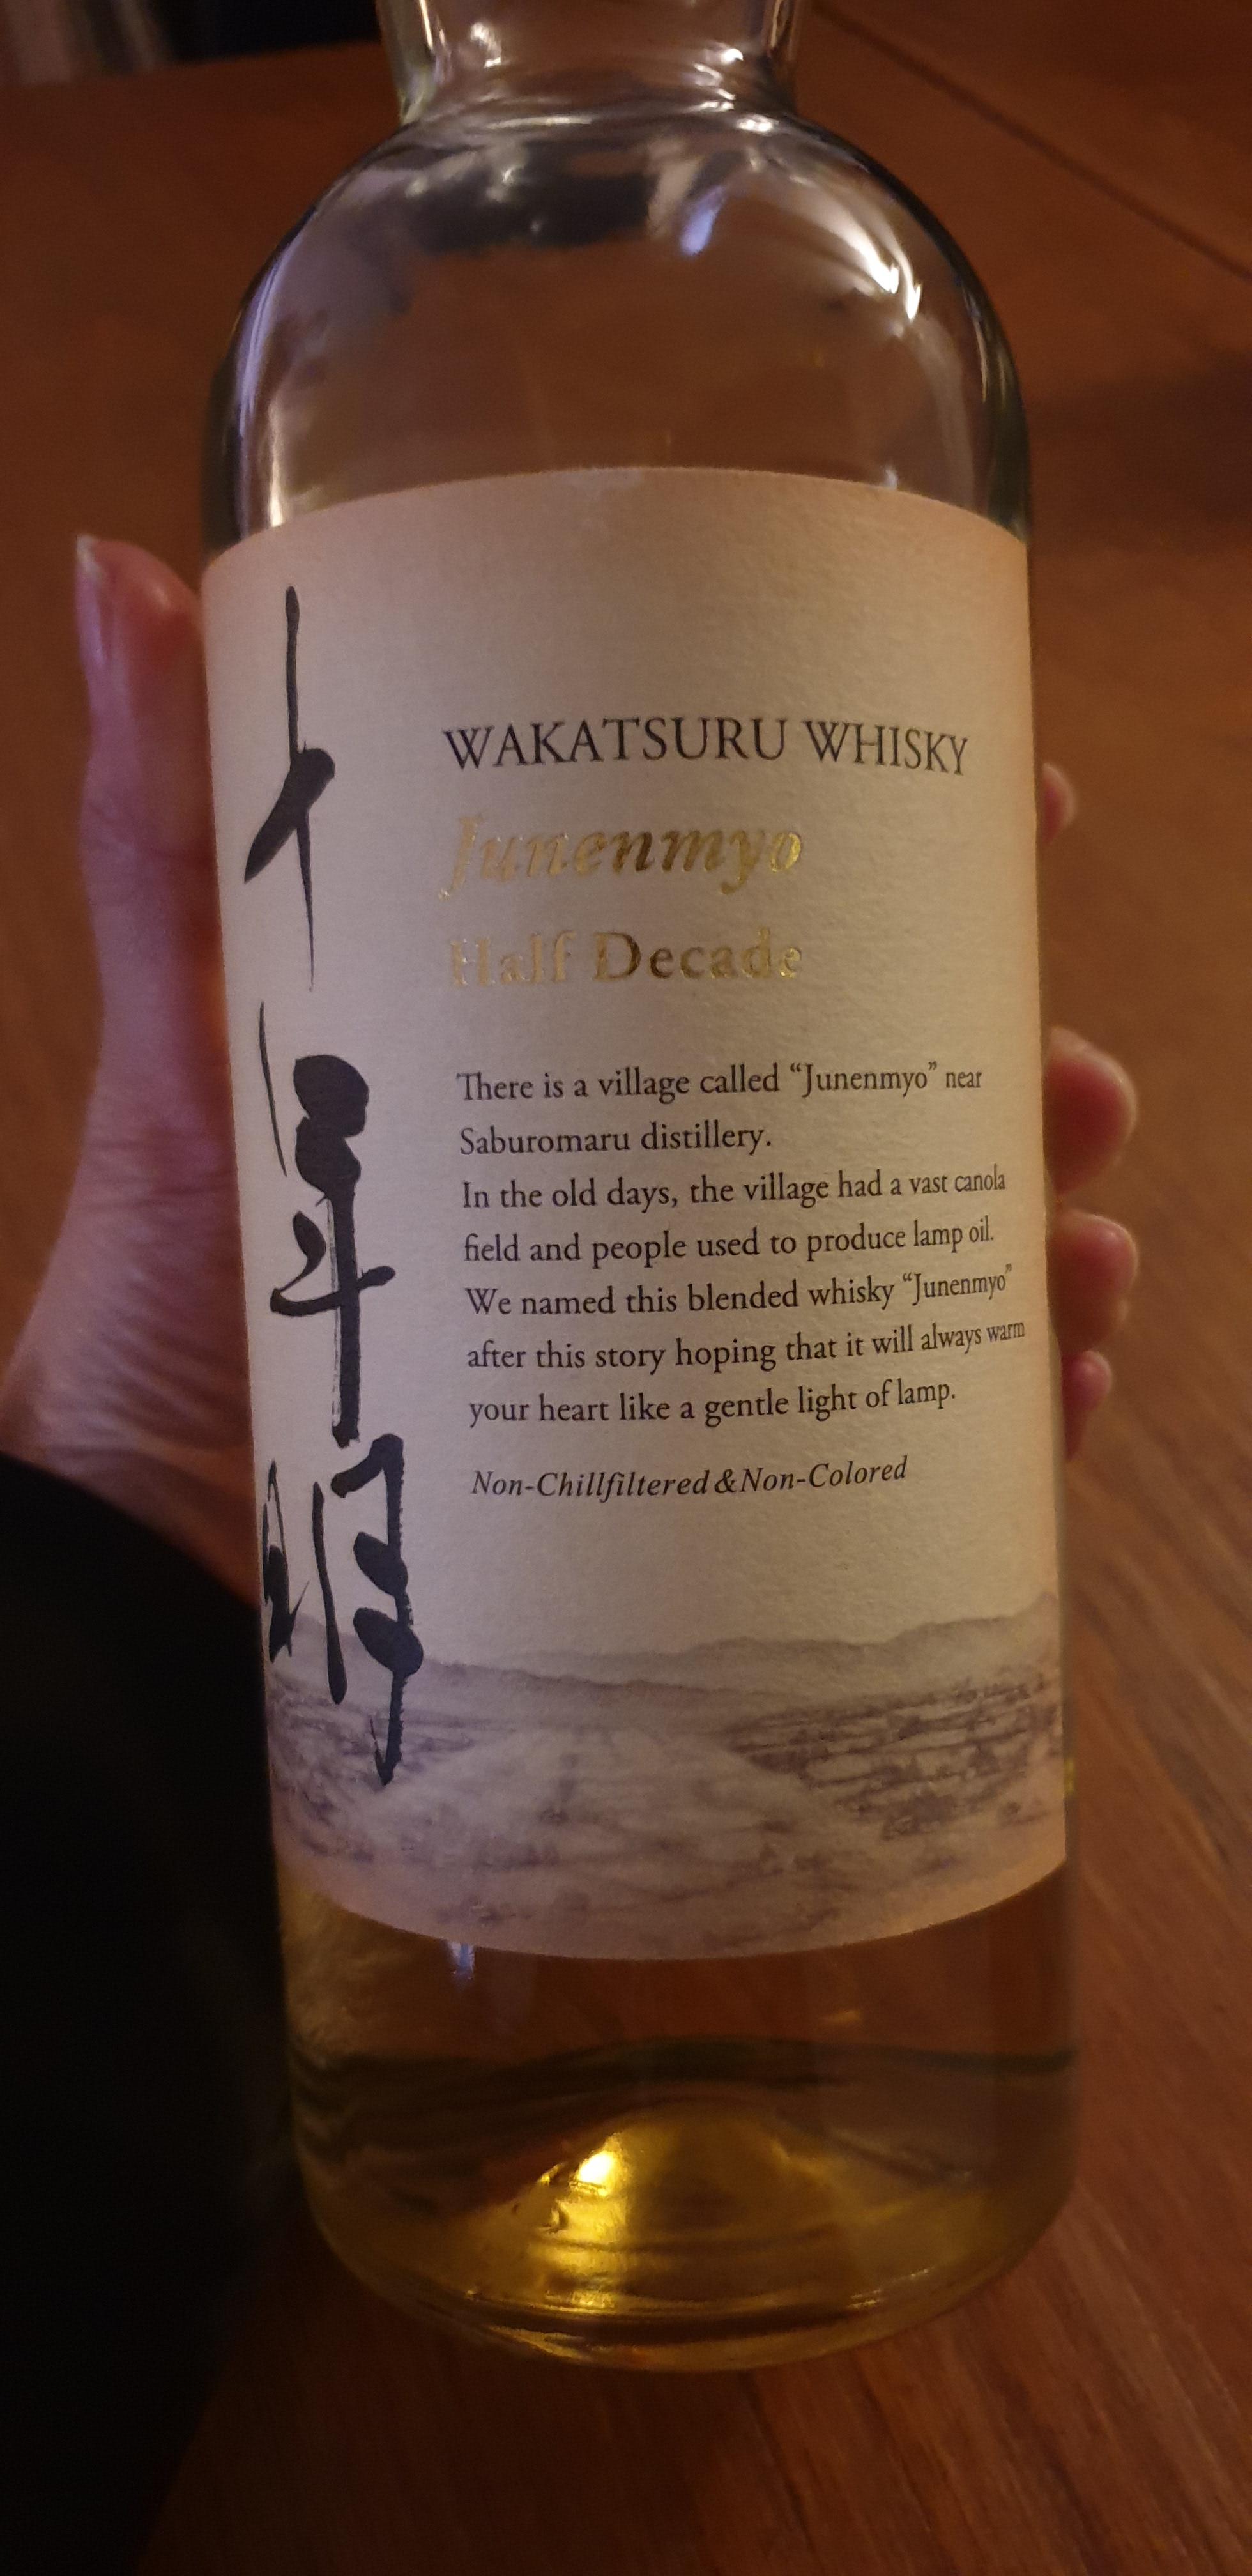 十年明
WAKATSURU WHISKY
Junenmyo
Half Decade
There is a village called “Junenmyo” near
Saburomaru distillery.
In the old days, the village had a vast canola
field and people used to produce lamp oil.
We named this blended whisky “Junenmyo”
after this story hoping that it will always warm
your heart like a gentle light of lamp.
Non-Chillfiltered & Non-Colored